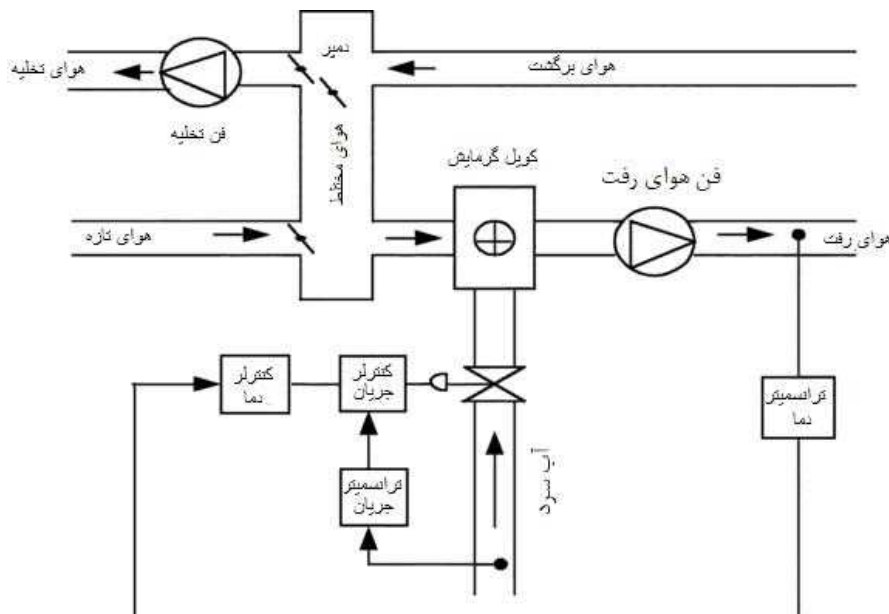 دمپر
هوای تخلیه
هوای برگشت
فن تخلیه
هوای مختلط
کویل گرمایش
فن هوای رفت
هوای تازه
هوای رفت
کنترلر
دما
کنترلر
جریان
ترانسمیتر
دما
ترانسمیتر
جریان
آب سرد